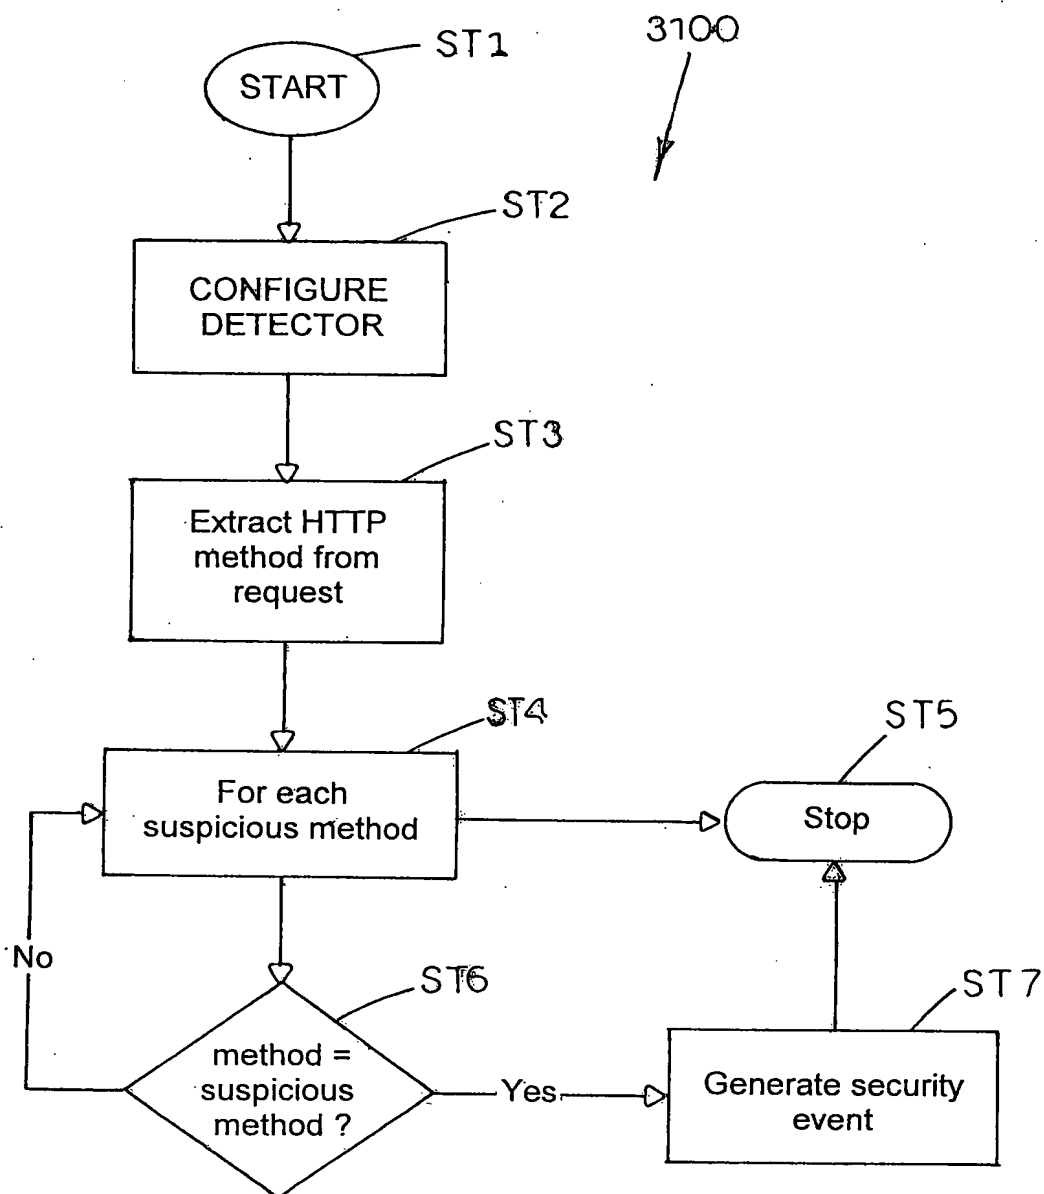 ST1
3100
START
ST2
CONFIGURE
DETECTOR
ST3
Extract HTTP
method from
request
ST4
For each
suspicious method
ST5
Stop
No
ST6
method =
suspicious
method ?
Yes
ST7
Generate security
event